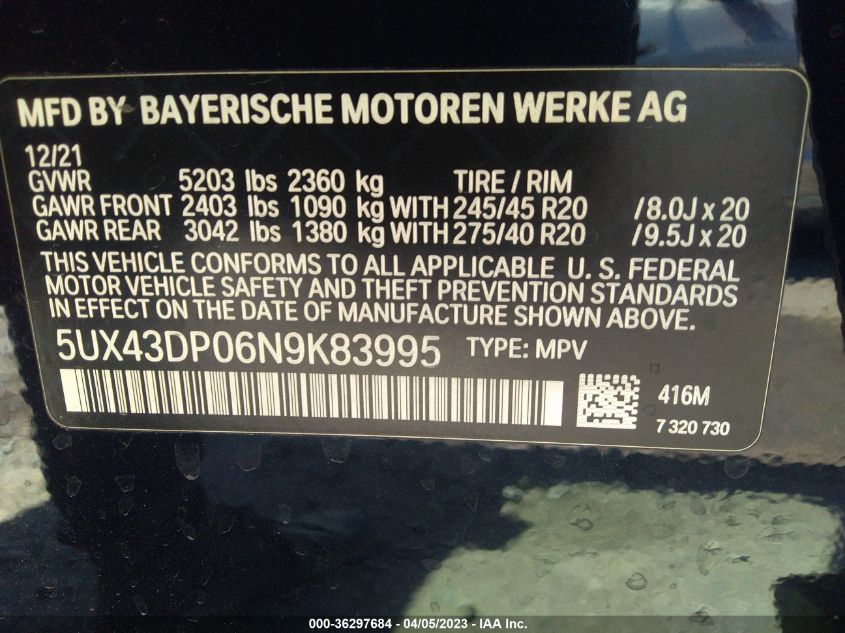 MFD BY BAYERISCHE MOTOREN WERKE AG
12/21
GVWR 5203 lbs 2360 kg TIRE / RIM
GAWR FRONT 2403 lbs 1090 kg WITH 245/45 R20 /8.0J x 20
GAWR REAR 3042 lbs 1380 kg WITH 275/40 R20 /9.5J x 20
THIS VEHICLE CONFORMS TO ALL APPLICABLE U. S. FEDERAL
MOTOR VEHICLE SAFETY AND THEFT PREVENTION STANDARDS
IN EFFECT ON THE DATE OF MANUFACTURE SHOWN ABOVE.
5UX43DP06N9K83995 TYPE: MPV
416M
7 320 730
000-36297684 - 04/05/2023 - IAA Inc.